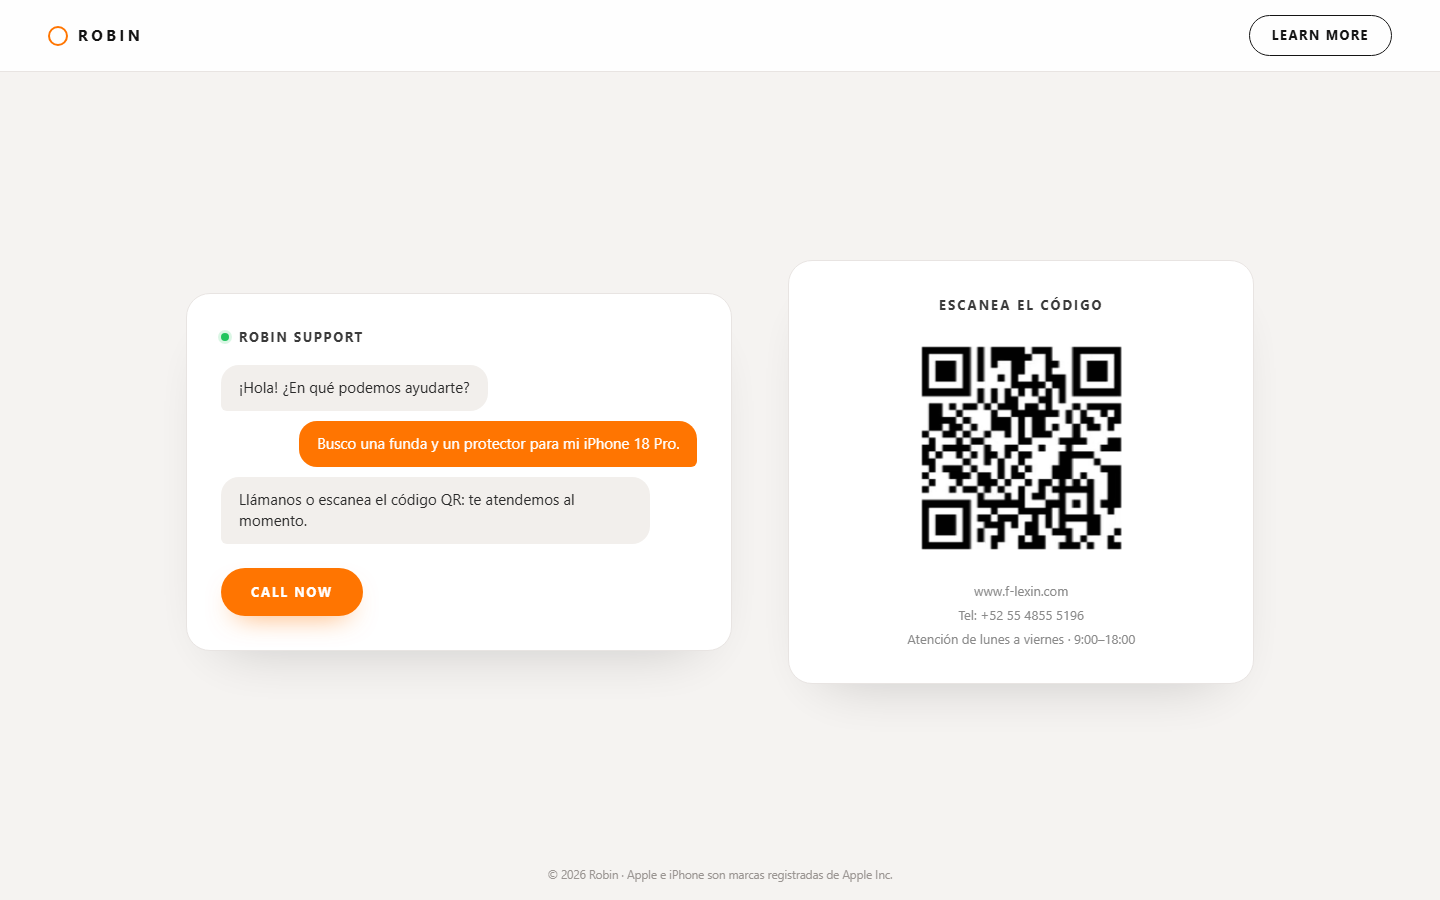 ROBIN
LEARN MORE
ROBIN SUPPORT
¡Hola! ¿En qué podemos ayudarte?
Busco una funda y un protector para mi iPhone 18 Pro.
Llámanos o escanea el código QR: te atendemos al
momento.
CALL NOW
ESCANEA EL CÓDIGO
www.f-lexin.com
Tel: +52 55 4855 5196
Atención de lunes a viernes · 9:00–18:00
© 2026 Robin · Apple e iPhone son marcas registradas de Apple Inc.